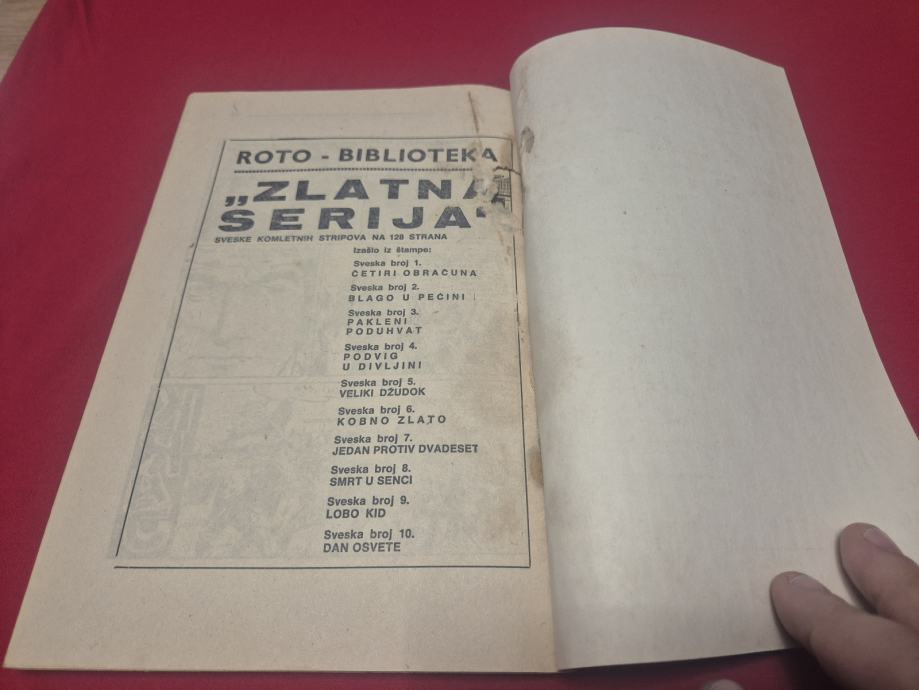 ROTO - BIBLIOTEKA
„ZLATNA
SERIJA“
SVESKE KOMLETNIH STRIPOVA NA 128 STRANA
Izašlo iz štampe:
Sveska broj 1.
ČETIRI OBRAČUNA
Sveska broj 2.
BLAGO U PEĆINI
Sveska broj 3.
PAKLENI
PODUHVAT
Sveska broj 4.
PODVIG
U DIVLJINI
Sveska broj 5.
VELIKI DŽUDOK
Sveska broj 6.
KOBNO ZLATO
Sveska broj 7.
JEDAN PROTIV DVADESET
Sveska broj 8.
SMRT U SENCI
Sveska broj 9.
LOBO KID
Sveska broj 10.
DAN OSVETE